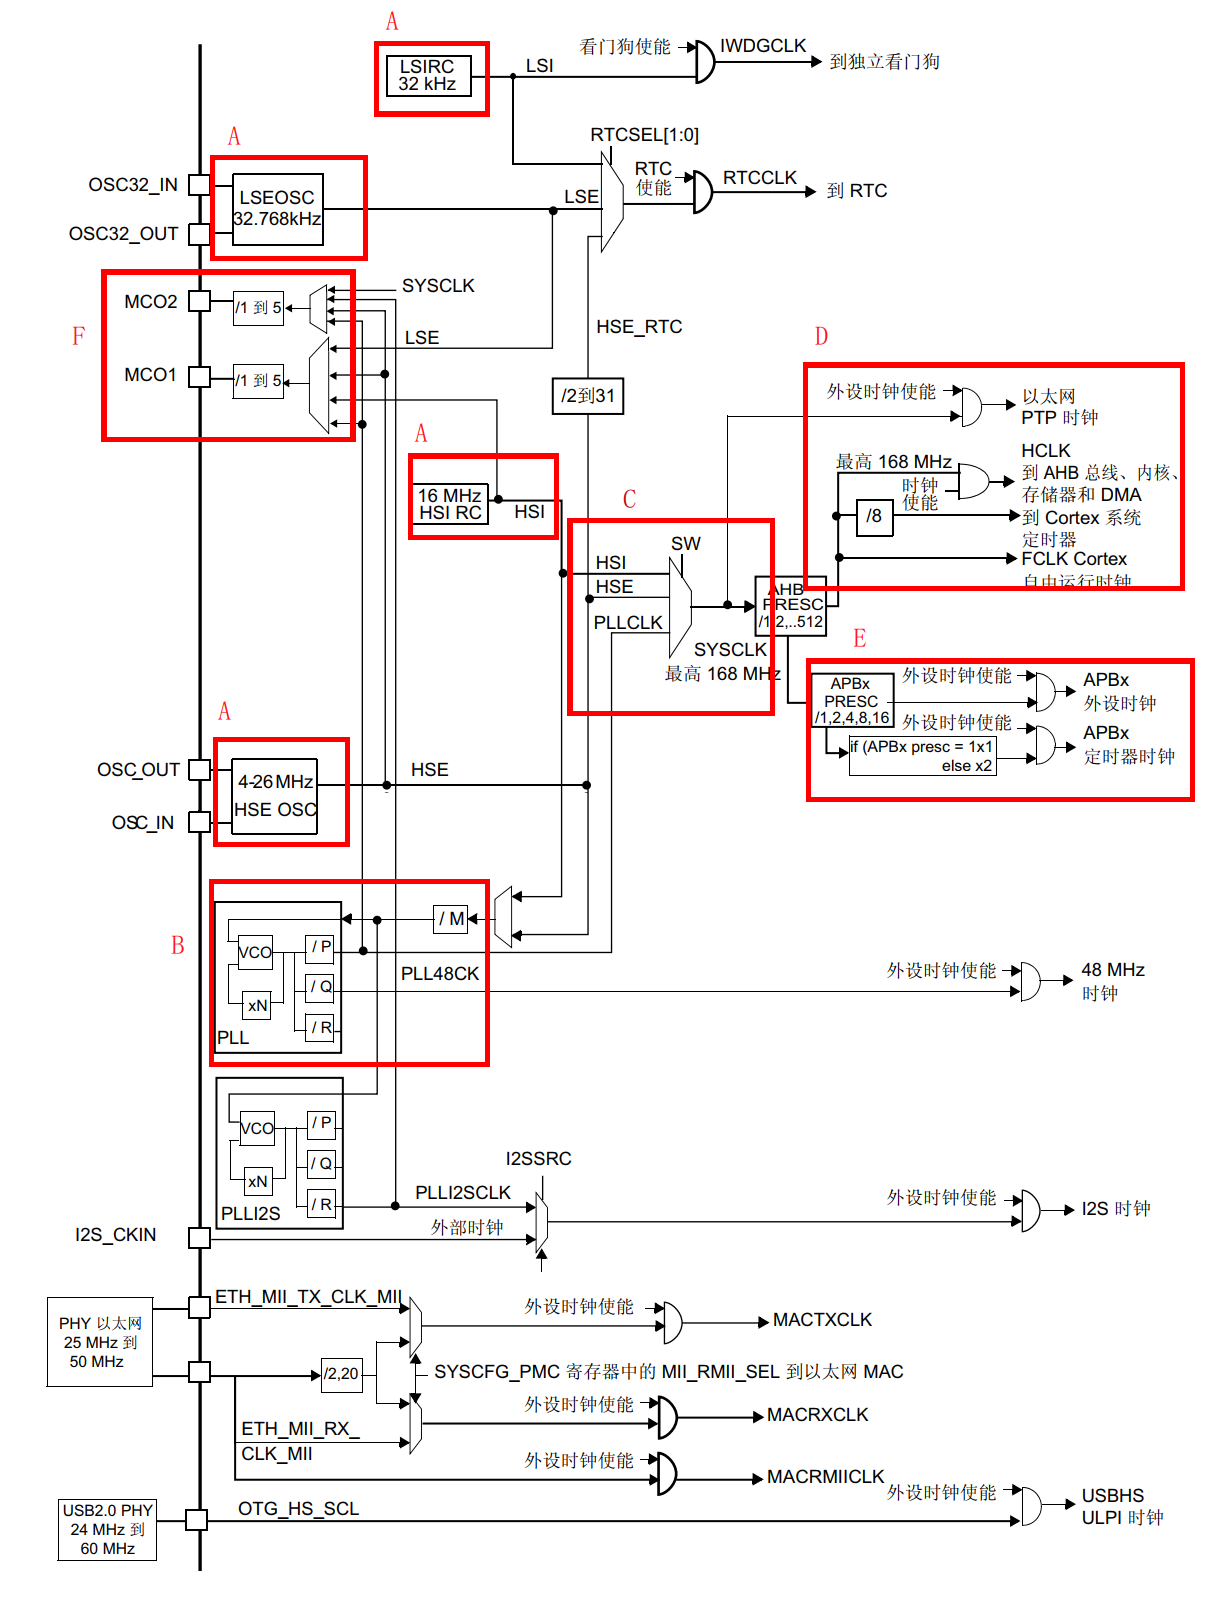 A
LSIRC
32 kHz
LSI
看门狗使能
IWDGCLK
到独立看门狗
A
RTCSEL[1:0]
OSC32_IN
OSC32_OUT
LSEOSC
32.768kHz
LSE
RTC
使能
RTCCLK
到 RTC
F
MCO2
/1 到 5
SYSCLK
MCO1
/1 到 5
LSE
HSE_RTC
/2到31
D
外设时钟使能
以太网
PTP 时钟
最高 168 MHz
时钟
使能
HCLK
到 AHB 总线、内核、
存储器和 DMA
/8
到 Cortex 系统
定时器
FCLK Cortex
自由运行时钟
A
16 MHz
HSI RC
HSI
C
SW
HSI
HSE
PLLCLK
SYSCLK
最高 168 MHz
AHB
PRESC
/1,2,..512
E
APBx
PRESC
/1,2,4,8,16
外设时钟使能
APBx
外设时钟
外设时钟使能
APBx
定时器时钟
if (APBx presc = 1x1
else x2
A
OSC_OUT
OSC_IN
4-26 MHz
HSE OSC
HSE
B
/ M
VCO
/ P
xN
/ Q
/ R
PLL
PLL48CK
外设时钟使能
48 MHz
时钟
VCO
/ P
xN
/ Q
/ R
PLLI2S
PLLI2SCLK
I2SSRC
外部时钟
I2S_CKIN
外设时钟使能
I2S 时钟
PHY 以太网
25 MHz 到
50 MHz
ETH_MII_TX_CLK_MII
外设时钟使能
MACTXCLK
/2,20
SYSCFG_PMC 寄存器中的 MII_RMII_SEL 到以太网 MAC
外设时钟使能
MACRXCLK
ETH_MII_RX_
CLK_MII
外设时钟使能
MACRMIICLK
USB2.0 PHY
24 MHz 到
60 MHz
OTG_HS_SCL
外设时钟使能
USBHS
ULPI 时钟